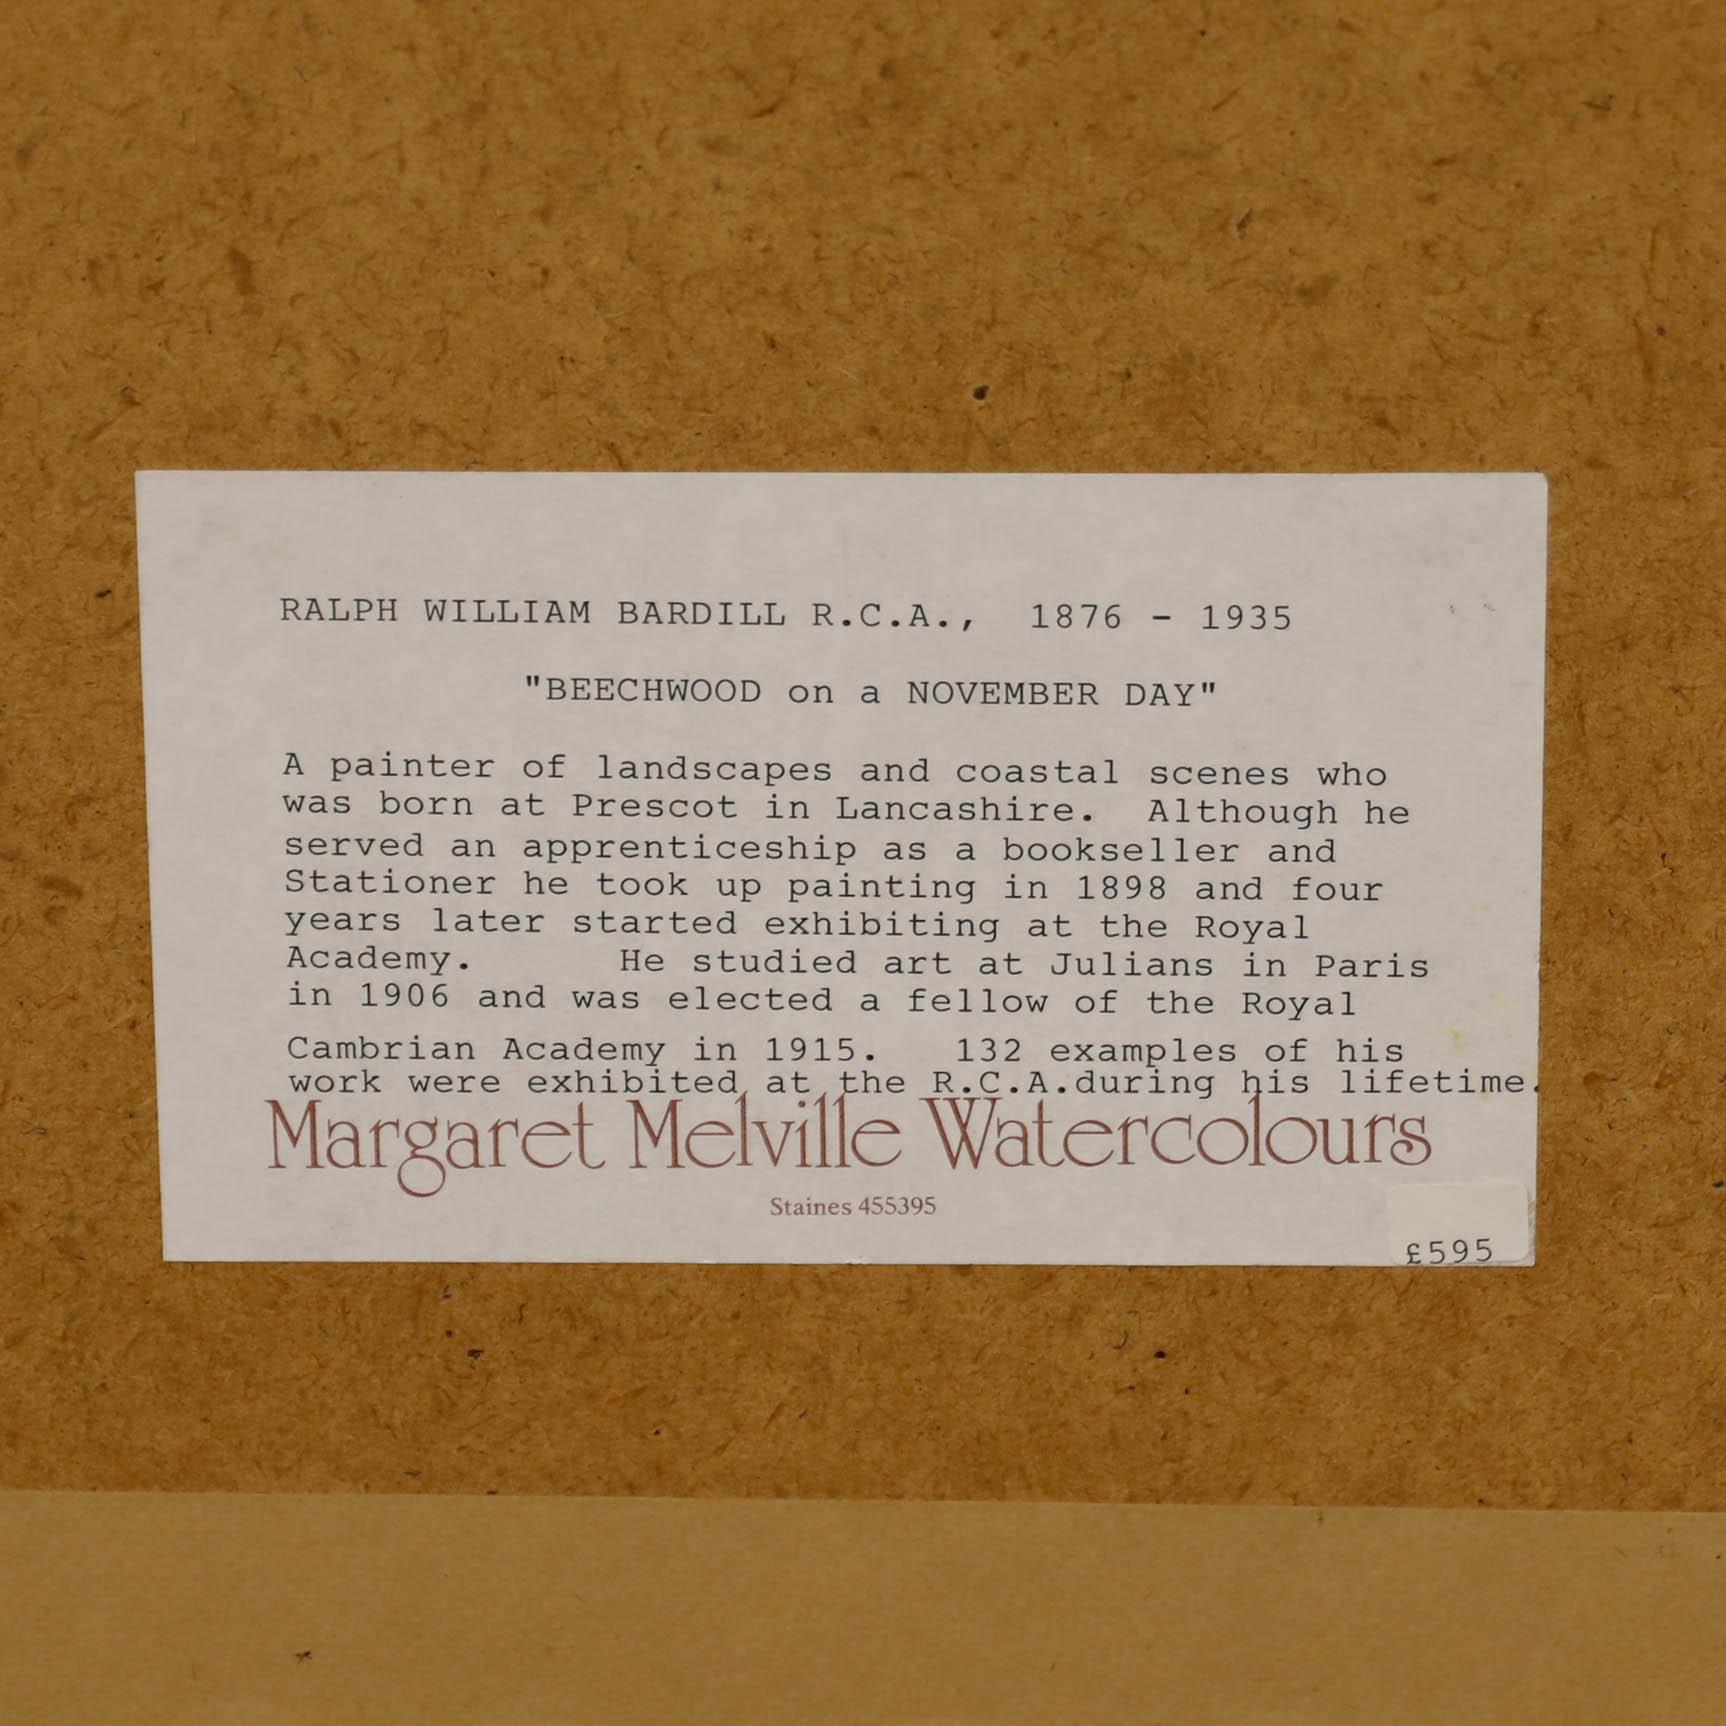 RALPH WILLIAM BARDILL R.C.A.,  1876 - 1935
"BEECHWOOD on a NOVEMBER DAY"
A painter of landscapes and coastal scenes who
was born at Prescot in Lancashire.  Although he
served an apprenticeship as a bookseller and
Stationer he took up painting in 1898 and four
years later started exhibiting at the Royal
Academy.      He studied art at Julians in Paris
in 1906 and was elected a fellow of the Royal
Cambrian Academy in 1915.   132 examples of his
work were exhibited at the R.C.A.during his lifetime.
Margaret Melville Watercolours
Staines 455395
£595